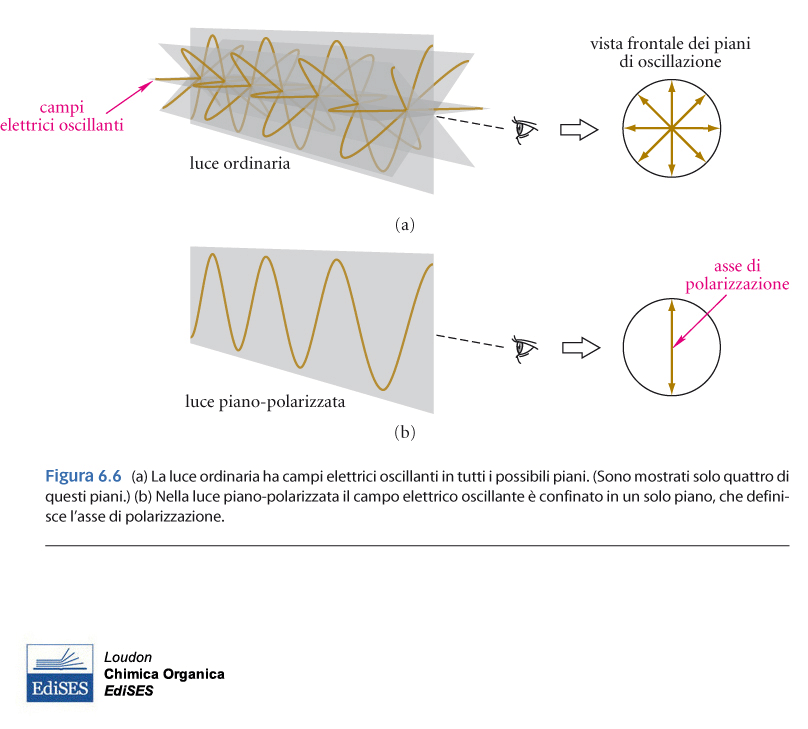 vista frontale dei piani
di oscillazione
campi
elettrici oscillanti
luce ordinaria
(a)
asse di
polarizzazione
luce piano-polarizzata
(b)
Figura 6.6 (a) La luce ordinaria ha campi elettrici oscillanti in tutti i possibili piani. (Sono mostrati solo quattro di
questi piani.) (b) Nella luce piano-polarizzata il campo elettrico oscillante è confinato in un solo piano, che defini-
sce l'asse di polarizzazione.
Loudon
Chimica Organica
EdiSES
EdiSES